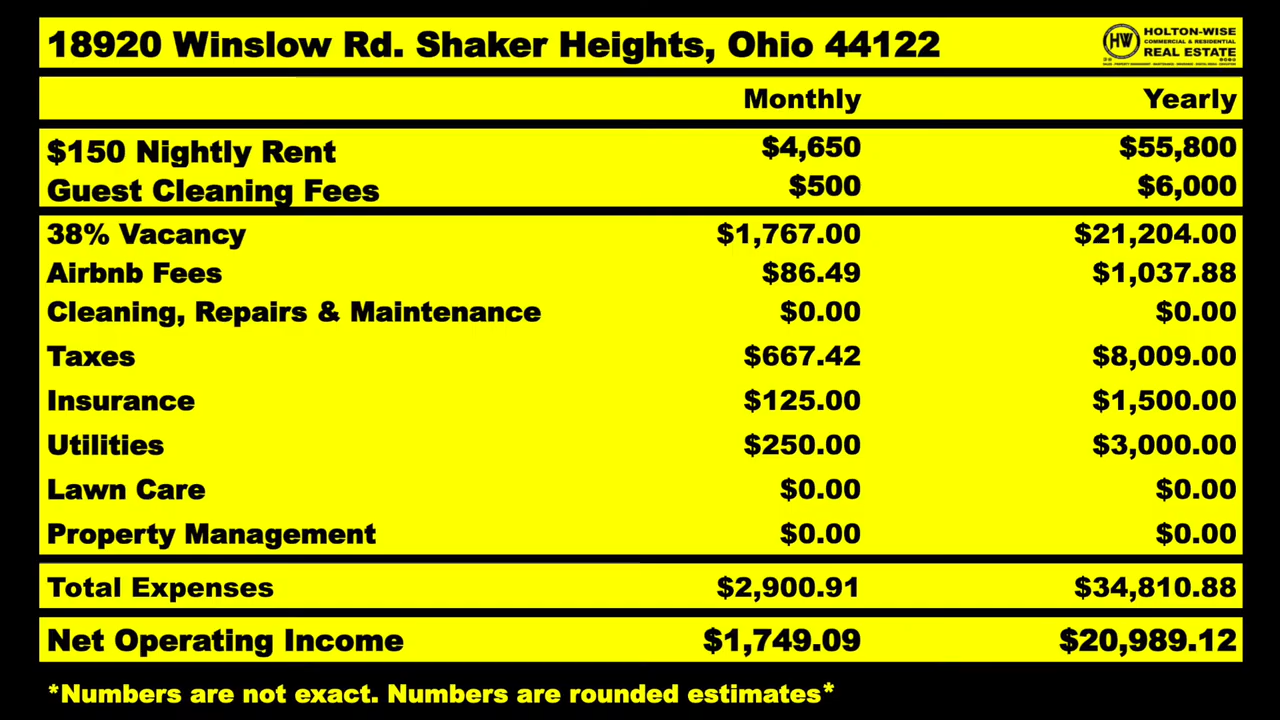 18920 Winslow Rd. Shaker Heights, Ohio 44122
HW
HOLTON-WISE
COMMERCIAL & RESIDENTIAL
REAL ESTATE
Monthly Yearly
$150 Nightly Rent $4,650 $55,800
Guest Cleaning Fees $500 $6,000
38% Vacancy $1,767.00 $21,204.00
Airbnb Fees $86.49 $1,037.88
Cleaning, Repairs & Maintenance $0.00 $0.00
Taxes $667.42 $8,009.00
Insurance $125.00 $1,500.00
Utilities $250.00 $3,000.00
Lawn Care $0.00 $0.00
Property Management $0.00 $0.00
Total Expenses $2,900.91 $34,810.88
Net Operating Income $1,749.09 $20,989.12
*Numbers are not exact. Numbers are rounded estimates*